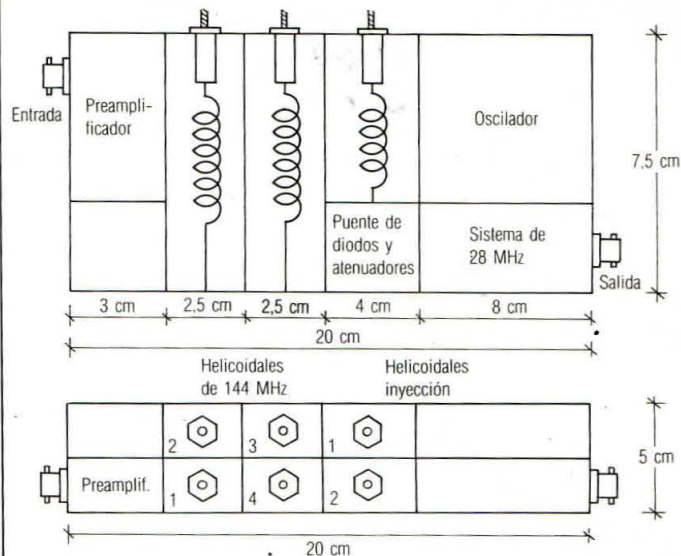 Entrada
Preampli-
ficador
Oscilador
7,5 cm
Puente de
diodos y
atenuadores
Sistema de
28 MHz
Salida
3 cm
2,5 cm
2,5 cm
4 cm
8 cm
20 cm
Helicoidales
de 144 MHz
Helicoidales
inyección
2
3
1
5 cm
Preamplif.
1
4
2
20 cm